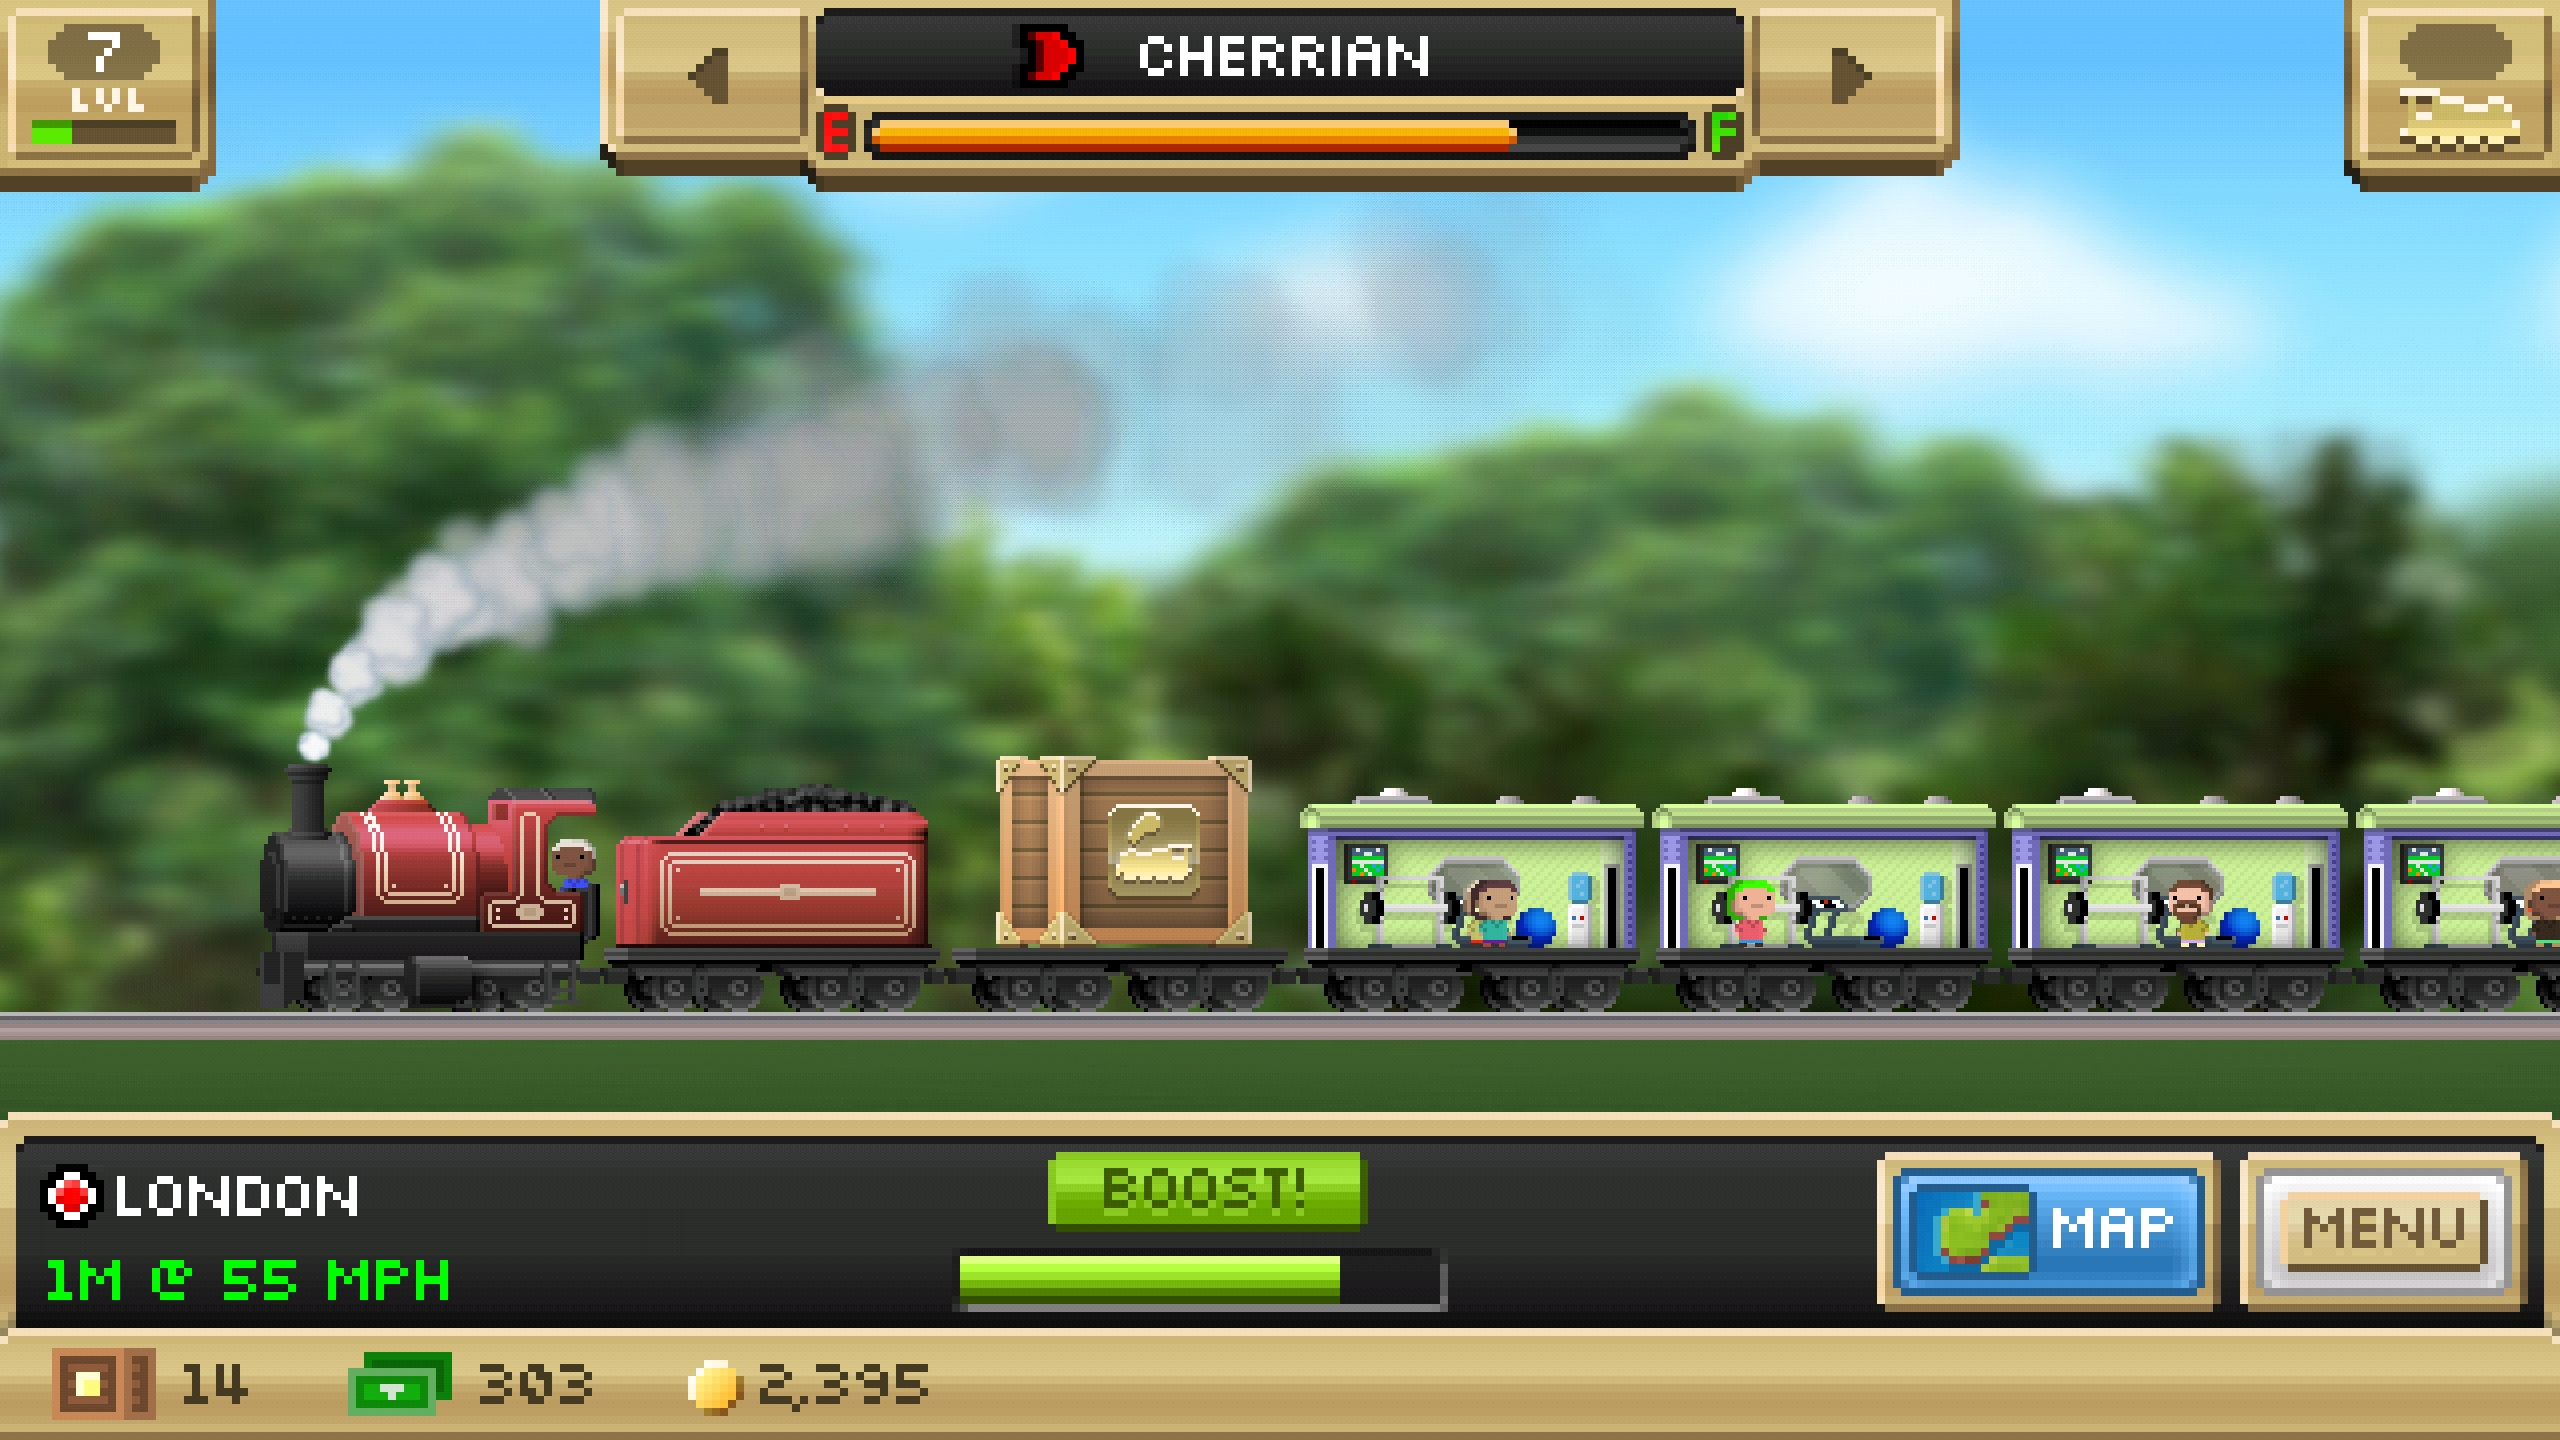 7
LVL
CHERRIAN
E F
LONDON
BOOST!
1M @ 55 MPH
MAP
MENU
14 303 2,395